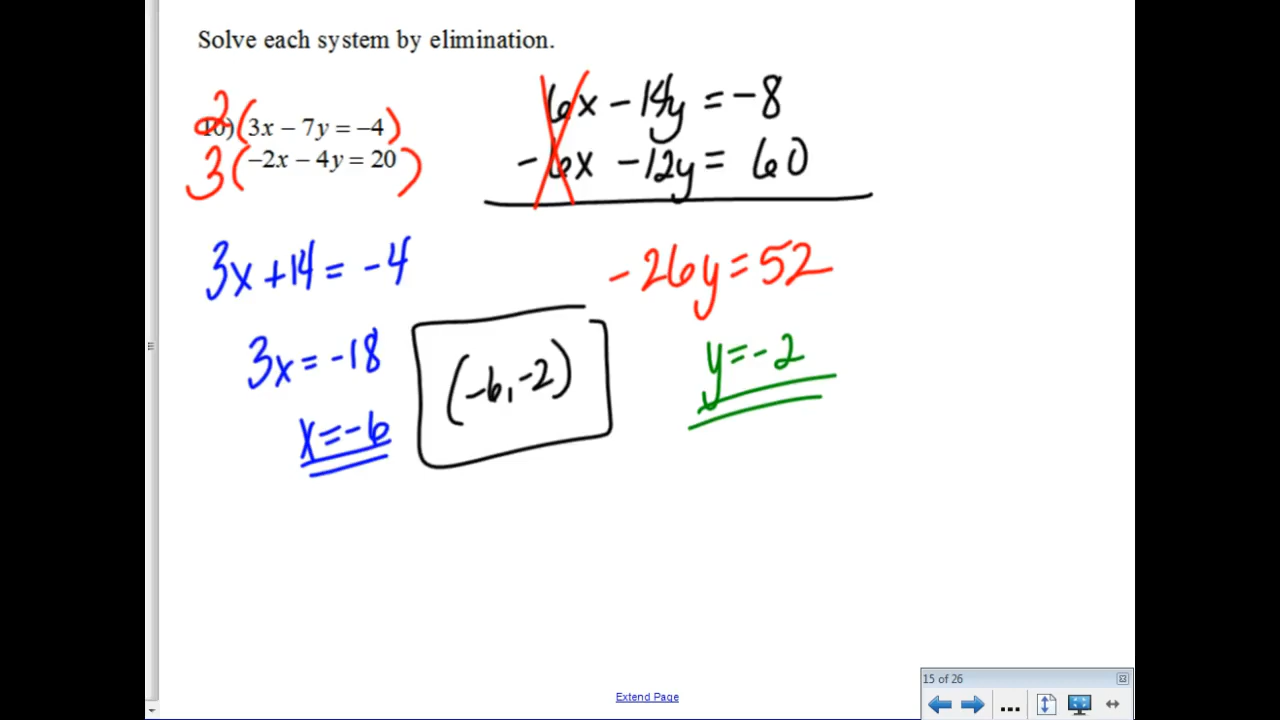 Solve each system by elimination.
2
10) (3x − 7y = −4)
3 (−2x − 4y = 20)
6x − 14y = −8
−6x − 12y = 60
−26y = 52
y = −2
3x + 14 = −4
3x = −18
x = −6
(−6, −2)
Extend Page
15 of 26
...